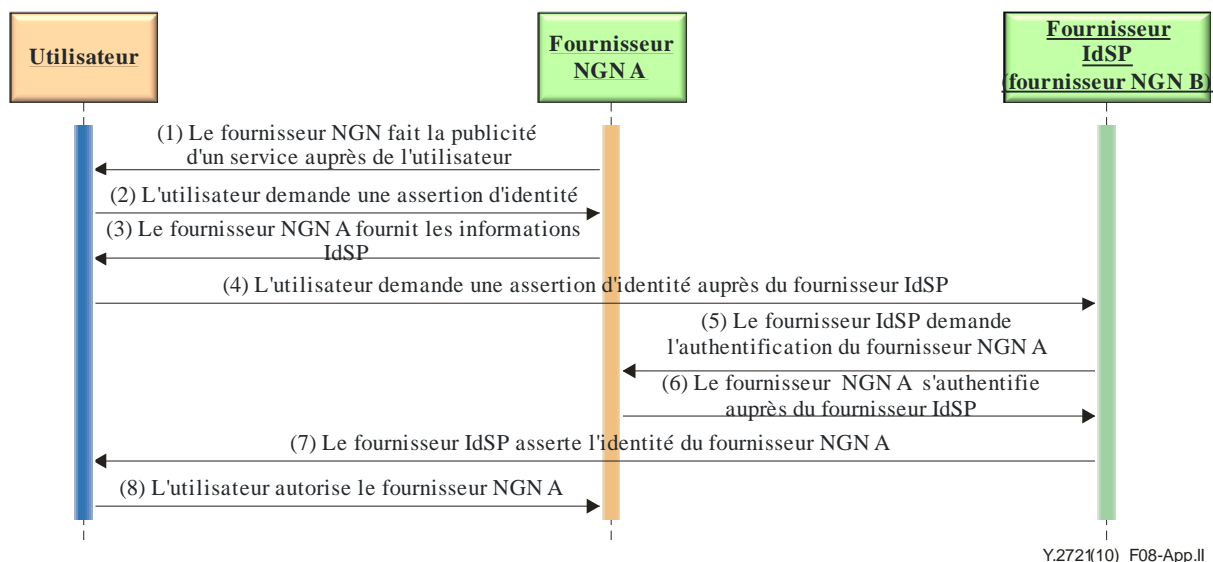 Utilisateur
Fournisseur
NGN A
Fournisseur
IdSP
(fournisseur NGN B)
(1) Le fournisseur NGN fait la publicité
d'un service auprès de l'utilisateur
(2) L'utilisateur demande une assertion d'identité
(3) Le fournisseur NGN A fournit les informations
IdSP
(4) L'utilisateur demande une assertion d'identité auprès du fournisseur IdSP
(5) Le fournisseur IdSP demande
l'authentification du fournisseur NGN A
(6) Le fournisseur NGN A s'authentifie
auprès du fournisseur IdSP
(7) Le fournisseur IdSP asserte l'identité du fournisseur NGN A
(8) L'utilisateur autorise le fournisseur NGN A
Y.2721(10)_F08-App.II